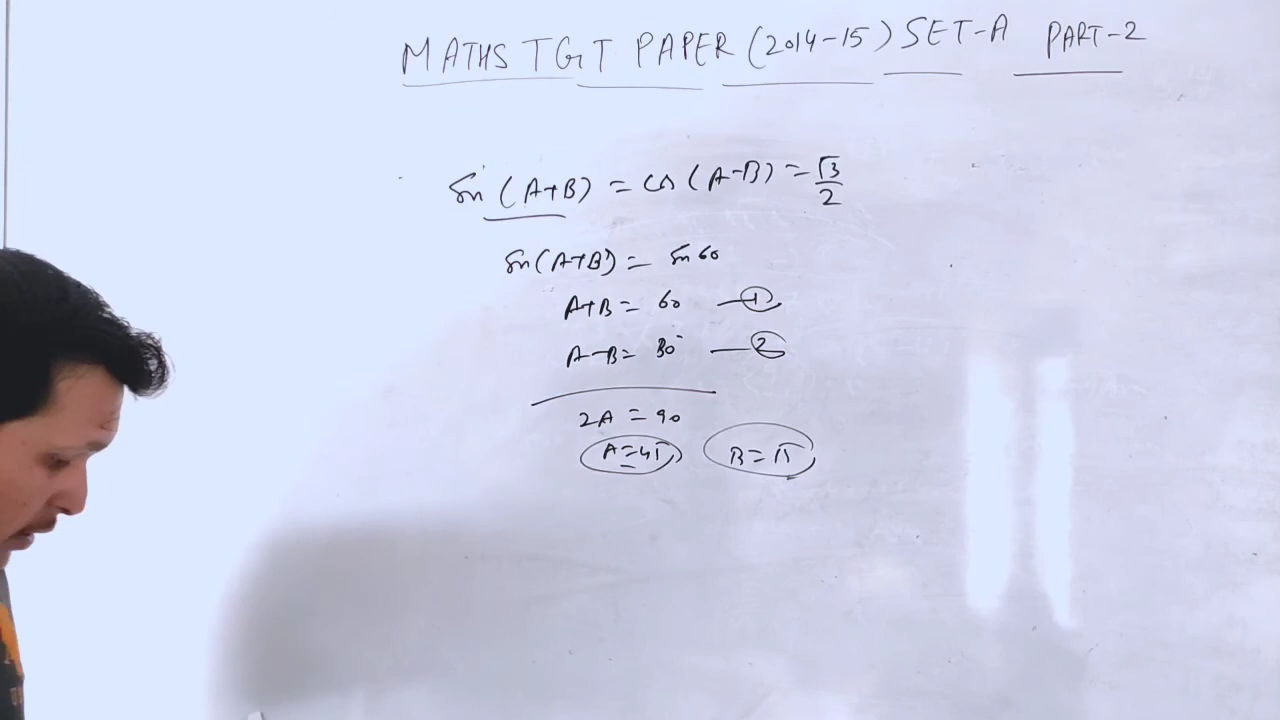 MATHS TGT PAPER (2014-15) SET-A PART-2
Sin (A+B) = cos (A-B) = √3/2
Sin(A+B) = Sin 60
A+B = 60 — 1
A-B = 30° — 2
2A = 90
A=45 B=15